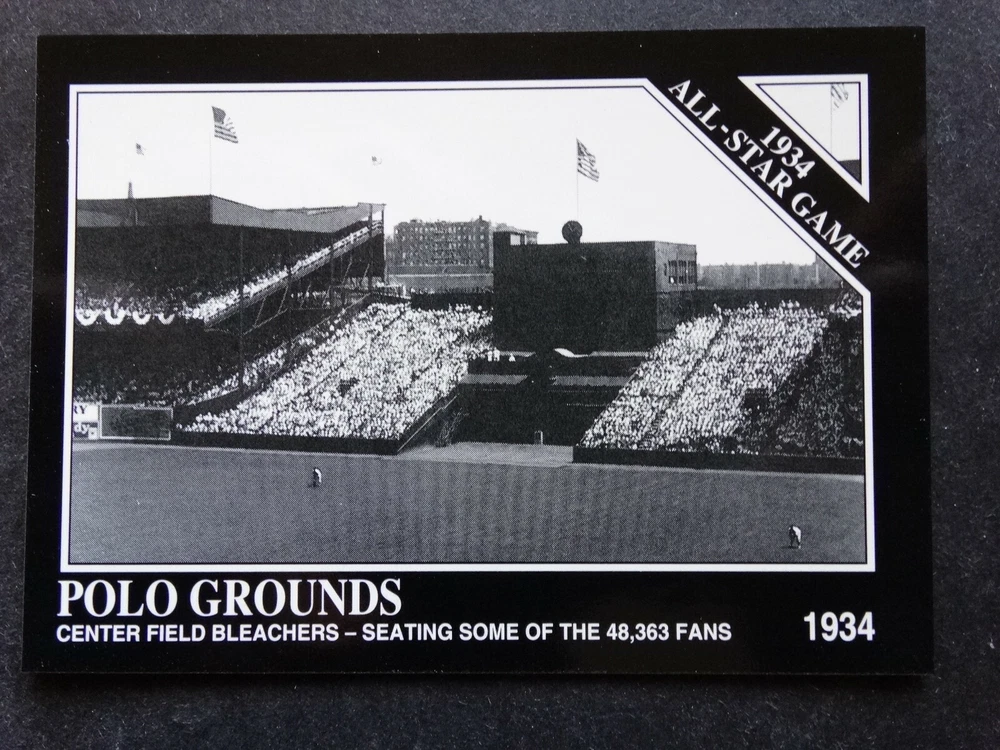 1934
ALL-STAR GAME
POLO GROUNDS
CENTER FIELD BLEACHERS – SEATING SOME OF THE 48,363 FANS
1934